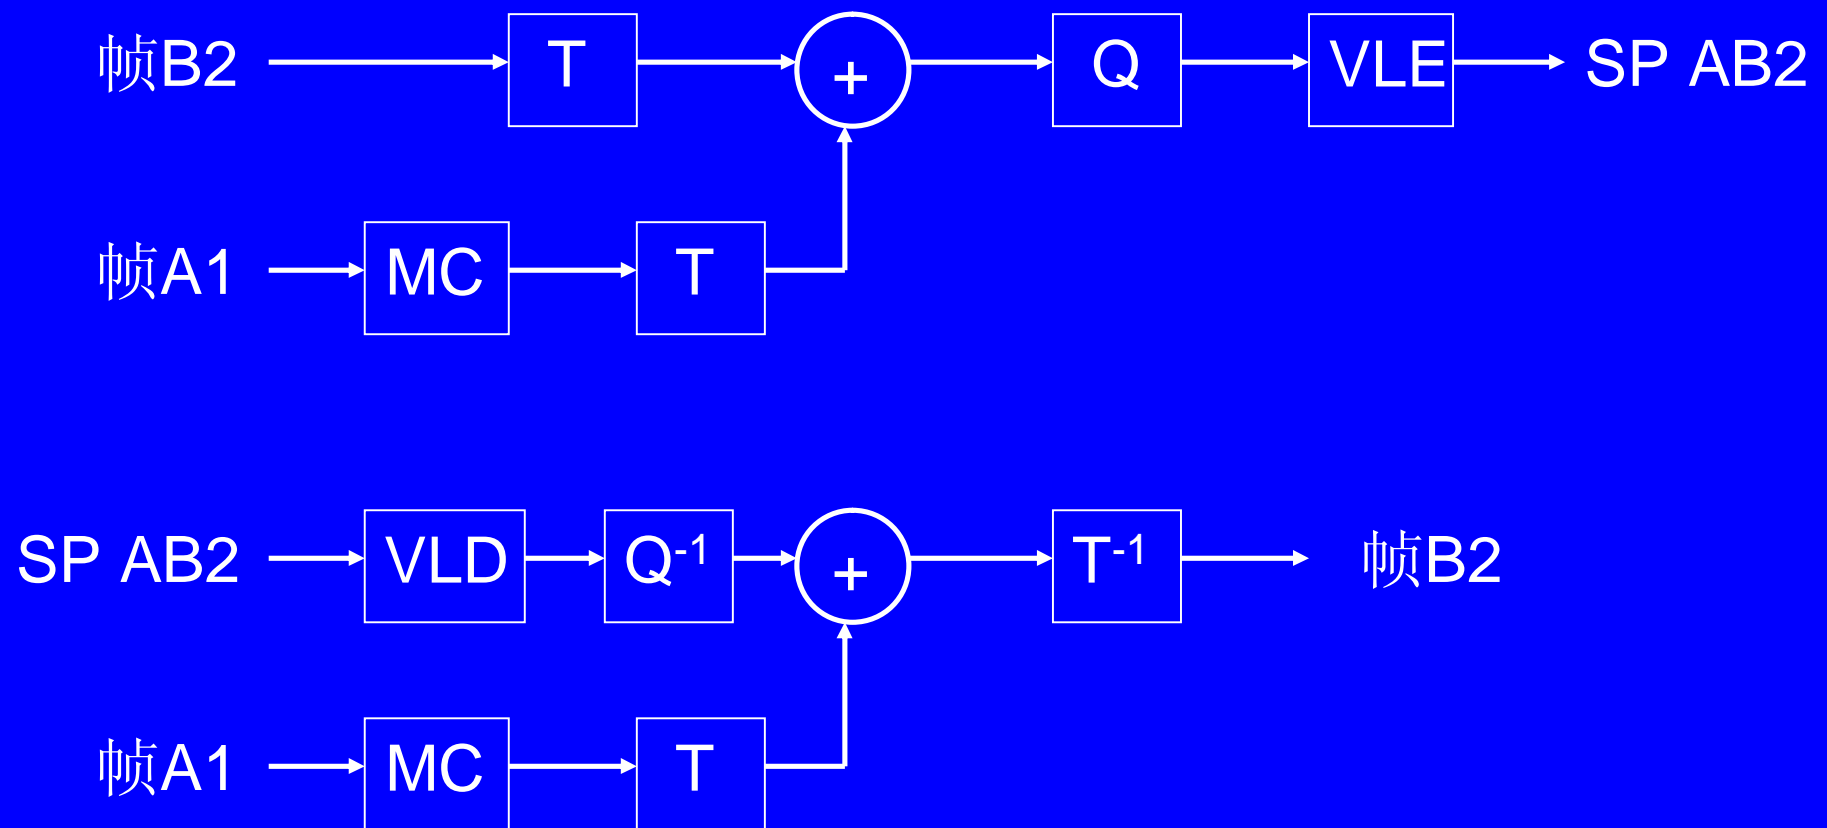 帧B2 T + Q VLE SP AB2
帧A1 MC T
SP AB2 VLD Q-1 + T-1 帧B2
帧A1 MC T